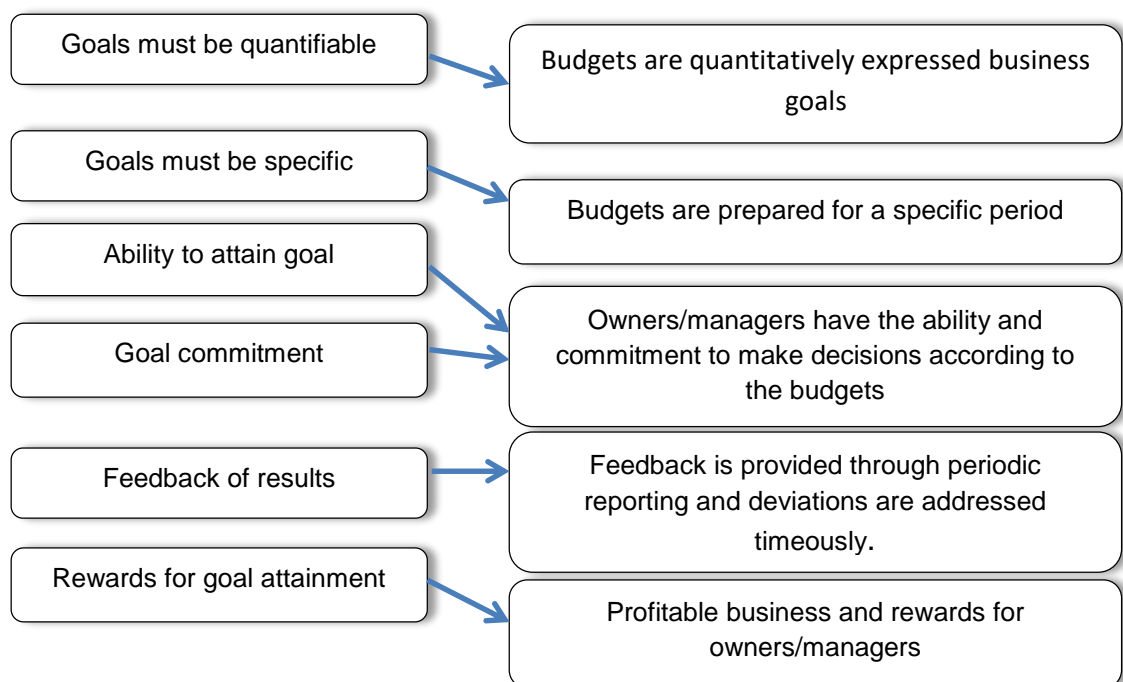 Goals must be quantifiable
Budgets are quantitatively expressed business
goals
Goals must be specific
Budgets are prepared for a specific period
Ability to attain goal
Goal commitment
Owners/managers have the ability and
commitment to make decisions according to
the budgets
Feedback of results
Feedback is provided through periodic
reporting and deviations are addressed
timeously.
Rewards for goal attainment
Profitable business and rewards for
owners/managers